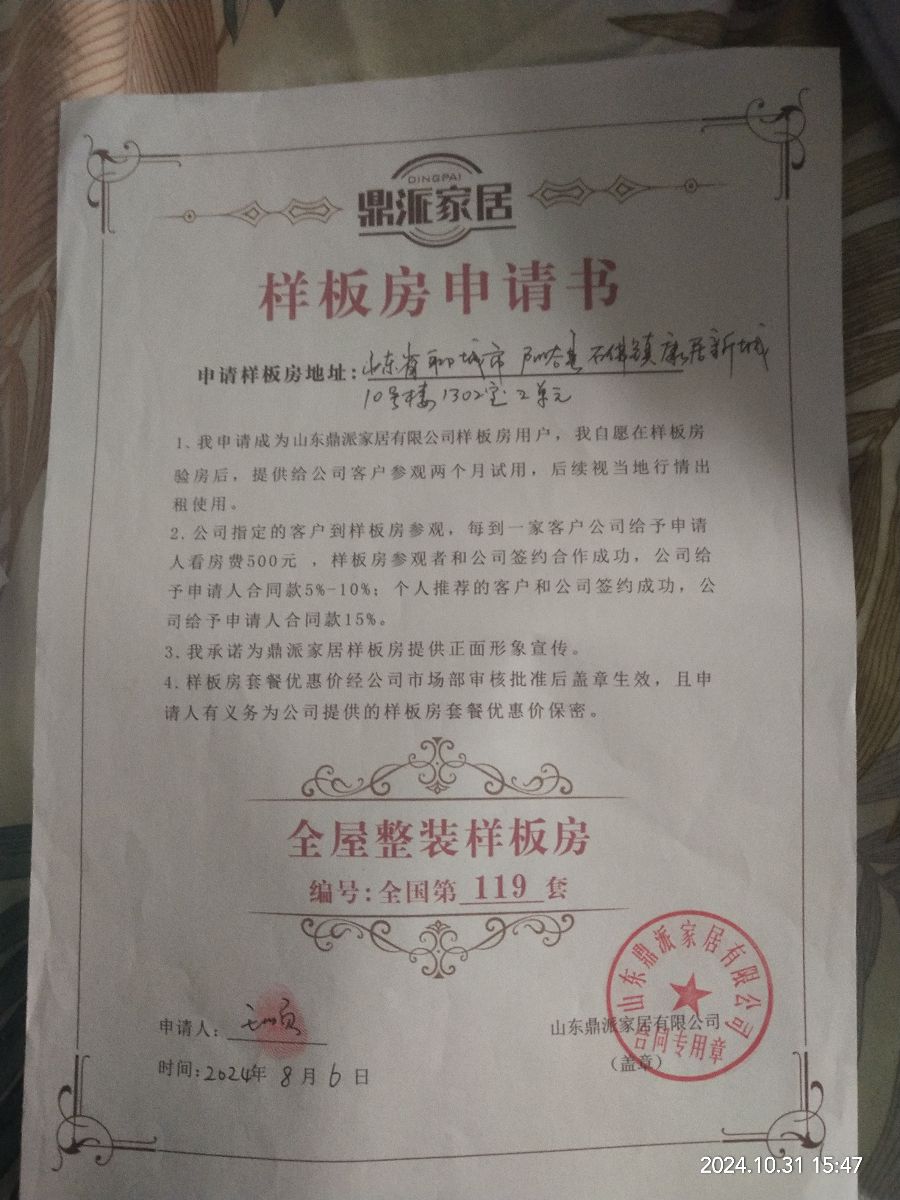 DINGPAI
鼎派家居
样板房申请书
申请样板房地址:山东省聊城市阳谷县石佛镇康居新城
10号楼1302室2单元
1、我申请成为山东鼎派家居有限公司样板房用户，我自愿在样板房
验房后，提供给公司客户参观两个月试用，后续视当地行情出
租使用。
2.公司指定的客户到样板房参观，每到一家客户公司给予申请
人看房费500元 ，样板房参观者和公司签约合作成功，公司给
予申请人合同款5%-10%；个人推荐的客户和公司签约成功，公
司给予申请人合同款15%。
3.我承诺为鼎派家居样板房提供正面形象宣传。
4.样板房套餐优惠价经公司市场部审核批准后盖章生效，且申
请人有义务为公司提供的样板房套餐优惠价保密。
全屋整装样板房
编号:全国第 119 套
山东鼎派家居有限公司
合同专用章
申请人:
山东鼎派家居有限公司
（盖章）
时间:2024年 8 月 6 日
2024.10.31 15:47